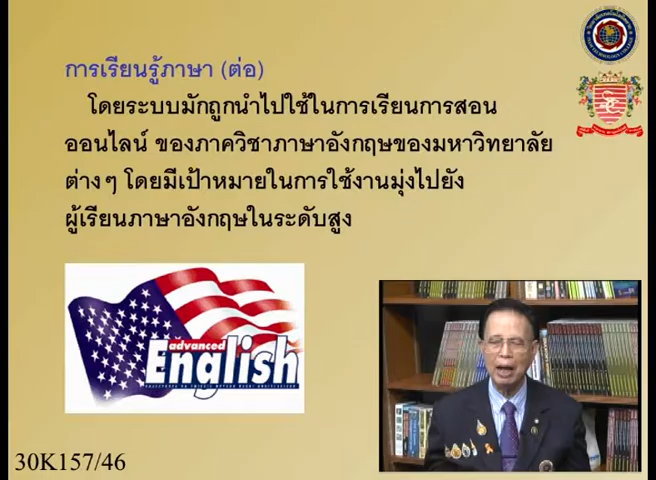 การเรียนรู้ภาษา (ต่อ)
โดยระบบมักถูกนำไปใช้ในการเรียนการสอน
ออนไลน์ ของภาควิชาภาษาอังกฤษของมหาวิทยาลัย
ต่างๆ โดยมีเป้าหมายในการใช้งานมุ่งไปยัง
ผู้เรียนภาษาอังกฤษในระดับสูง
advanced
English
30K157/46